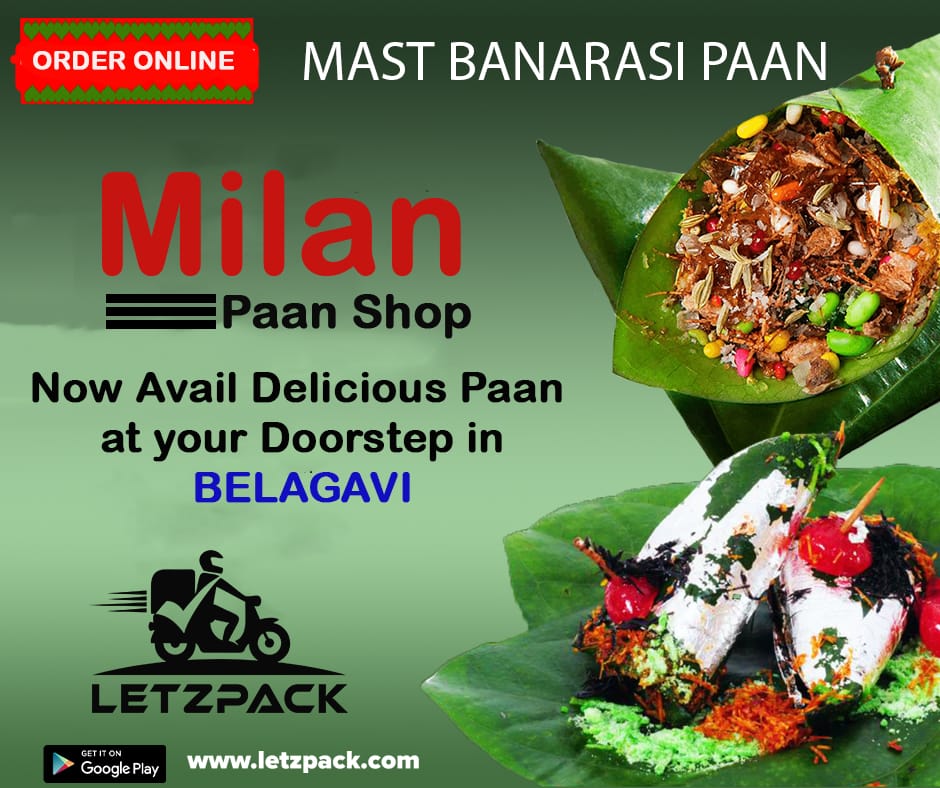 ORDER ONLINE
MAST BANARASI PAAN
Milan
Paan Shop
Now Avail Delicious Paan
at your Doorstep in
BELAGAVI
LETZPACK
GET IT ON
Google Play
www.letzpack.com